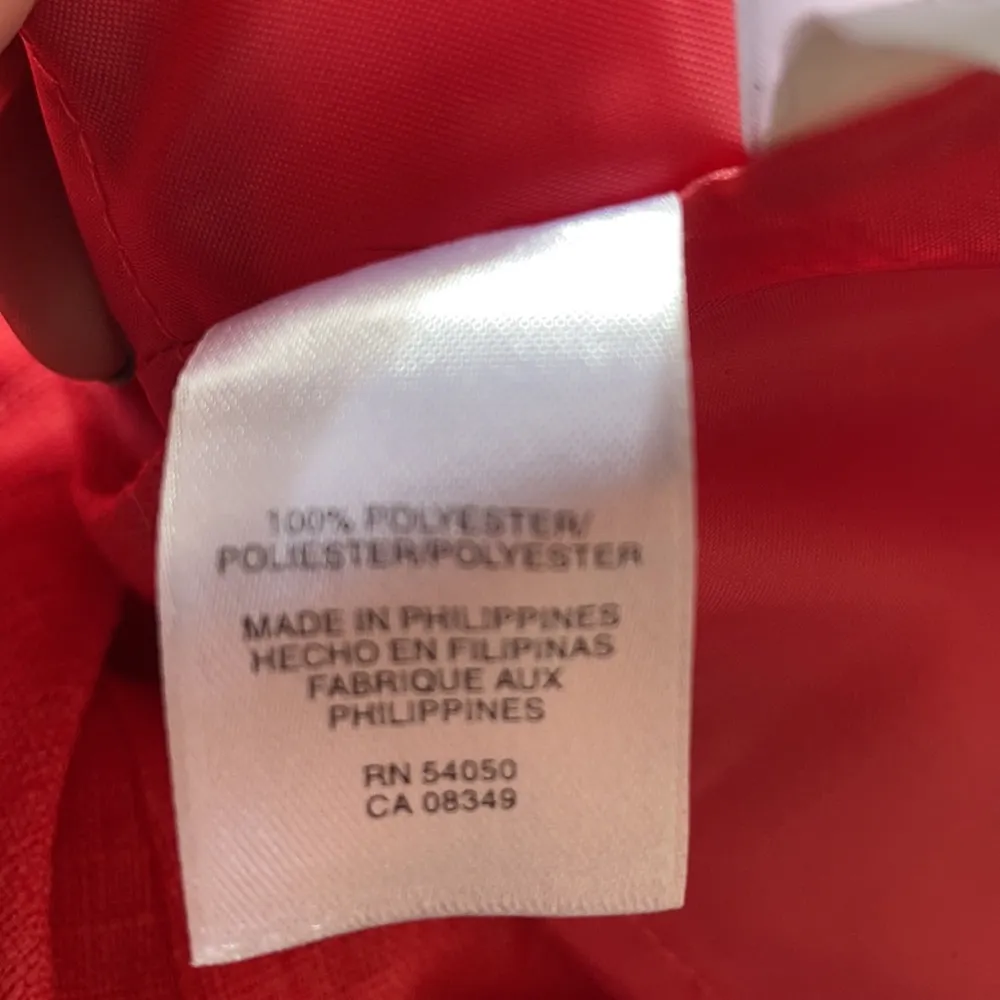 100% POLYESTER/
POLIESTER/POLYESTER
MADE IN PHILIPPINES
HECHO EN FILIPINAS
FABRIQUE AUX
PHILIPPINES
RN 54050
CA 08349